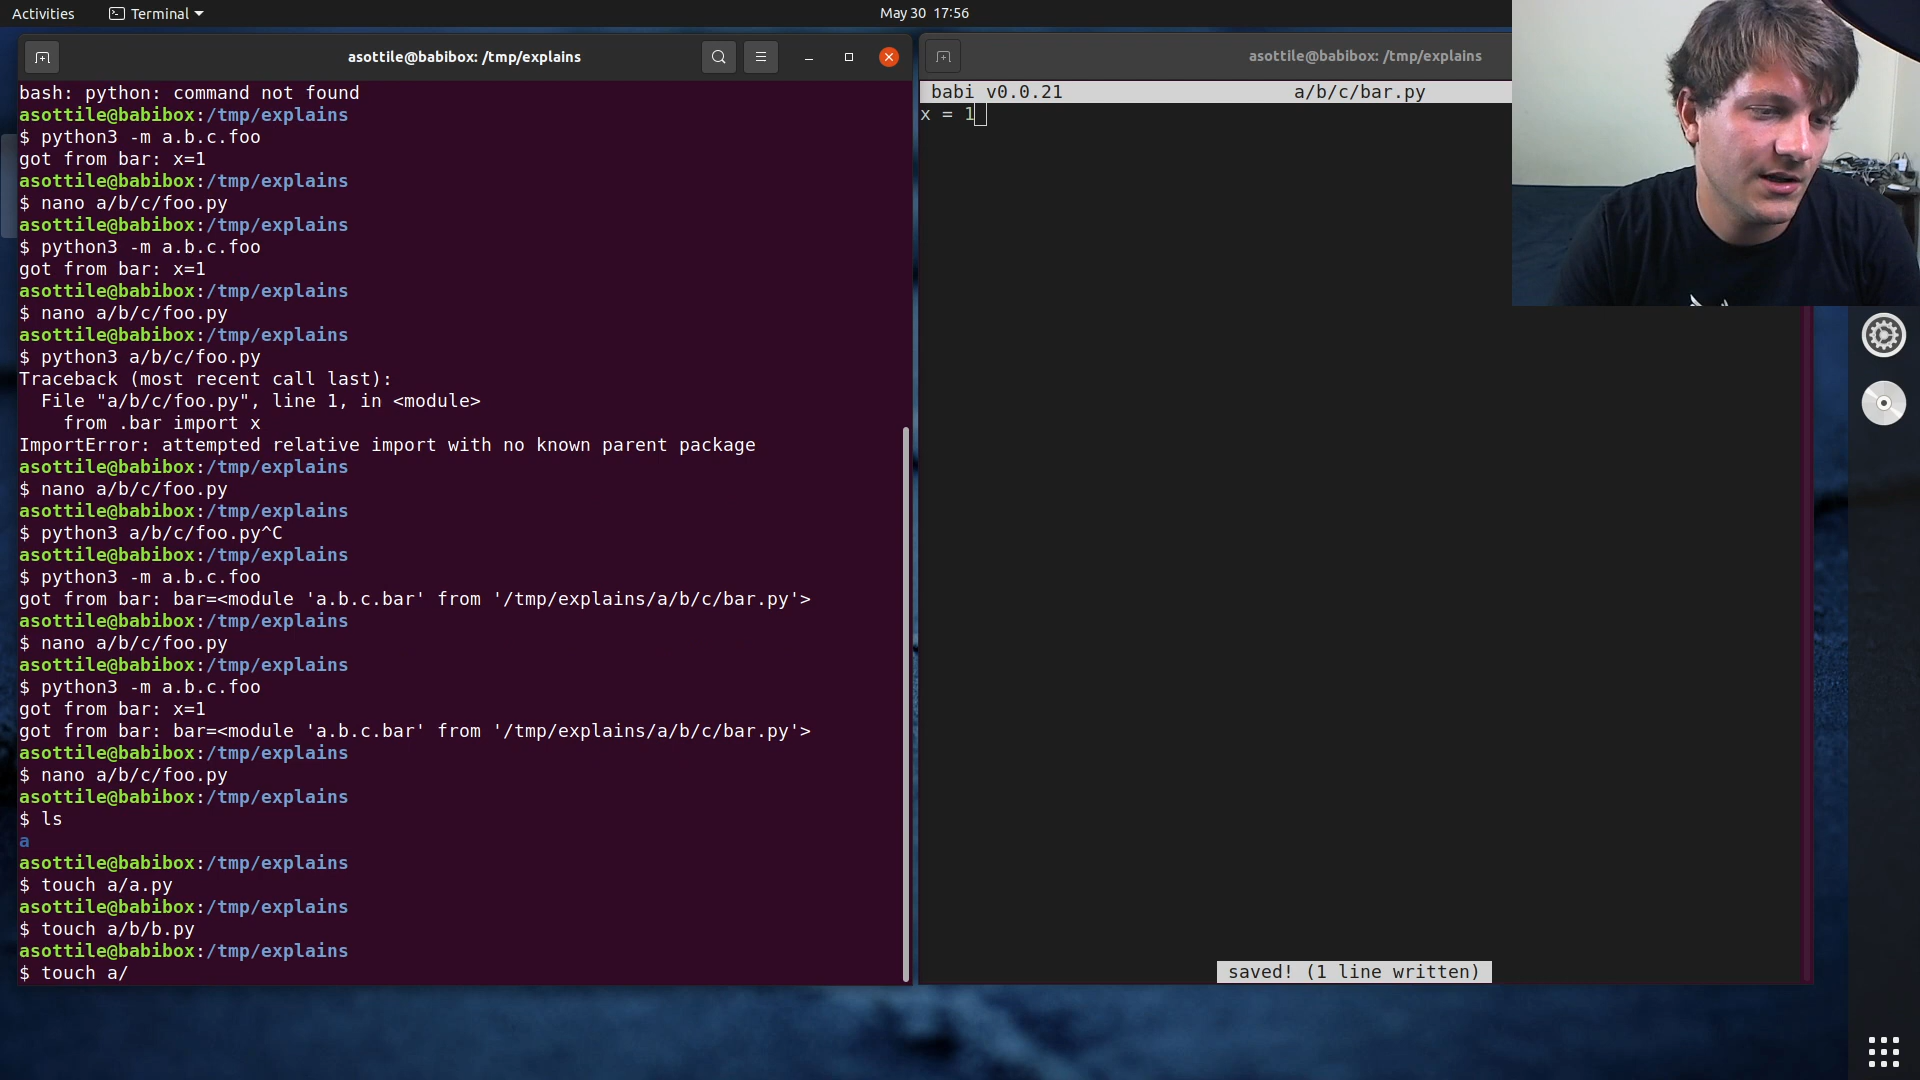 Activities
Terminal
May 30 17:56
asottile@babibox: /tmp/explains
bash: python: command not found
asottile@babibox:/tmp/explains
$ python3 -m a.b.c.foo
got from bar: x=1
asottile@babibox:/tmp/explains
$ nano a/b/c/foo.py
asottile@babibox:/tmp/explains
$ python3 -m a.b.c.foo
got from bar: x=1
asottile@babibox:/tmp/explains
$ nano a/b/c/foo.py
asottile@babibox:/tmp/explains
$ python3 a/b/c/foo.py
Traceback (most recent call last):
  File "a/b/c/foo.py", line 1, in <module>
    from .bar import x
ImportError: attempted relative import with no known parent package
asottile@babibox:/tmp/explains
$ nano a/b/c/foo.py
asottile@babibox:/tmp/explains
$ python3 a/b/c/foo.py^C
asottile@babibox:/tmp/explains
$ python3 -m a.b.c.foo
got from bar: bar=<module 'a.b.c.bar' from '/tmp/explains/a/b/c/bar.py'>
asottile@babibox:/tmp/explains
$ nano a/b/c/foo.py
asottile@babibox:/tmp/explains
$ python3 -m a.b.c.foo
got from bar: x=1
got from bar: bar=<module 'a.b.c.bar' from '/tmp/explains/a/b/c/bar.py'>
asottile@babibox:/tmp/explains
$ nano a/b/c/foo.py
asottile@babibox:/tmp/explains
$ ls
a
asottile@babibox:/tmp/explains
$ touch a/a.py
asottile@babibox:/tmp/explains
$ touch a/b/b.py
asottile@babibox:/tmp/explains
$ touch a/
asottile@babibox: /tmp/explains
babi v0.0.21 a/b/c/bar.py
x = 1
saved! (1 line written)